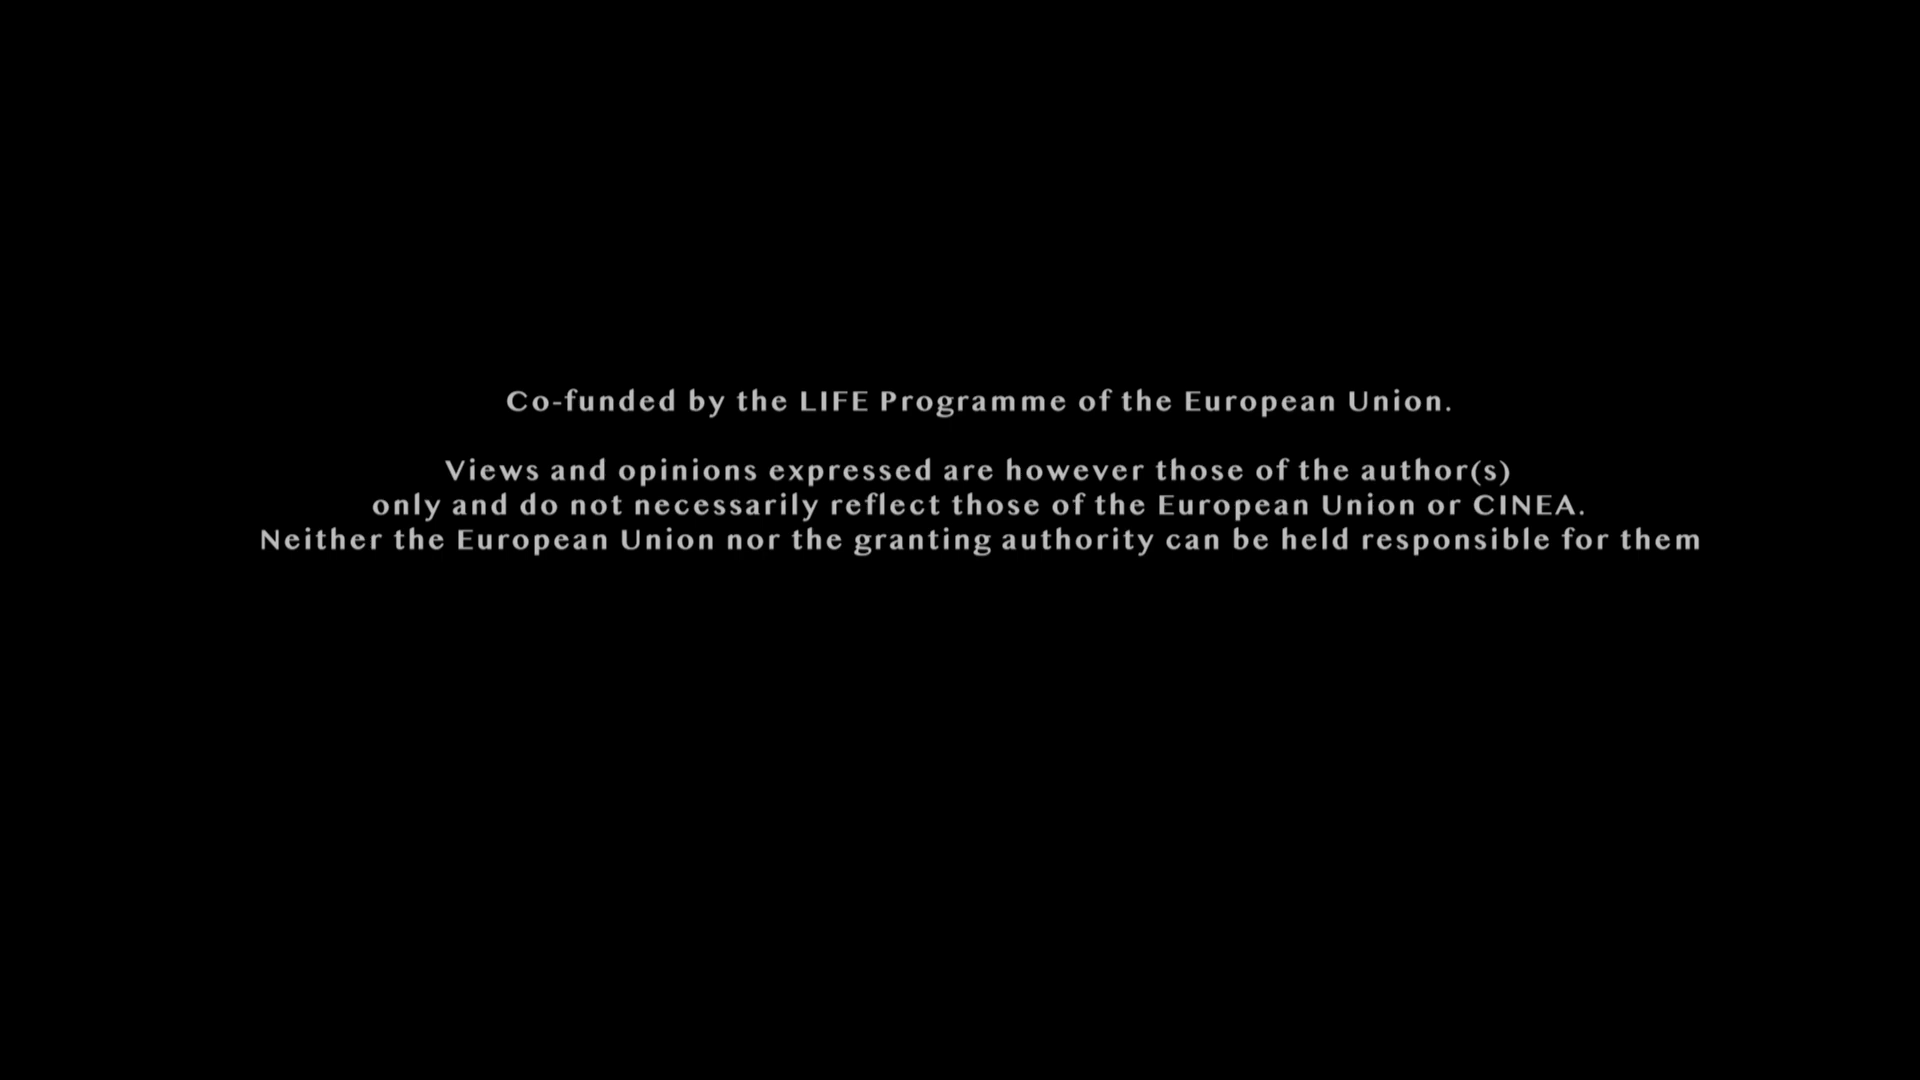 Co-funded by the LIFE Programme of the European Union.
Views and opinions expressed are however those of the author(s)
only and do not necessarily reflect those of the European Union or CINEA.
Neither the European Union nor the granting authority can be held responsible for them